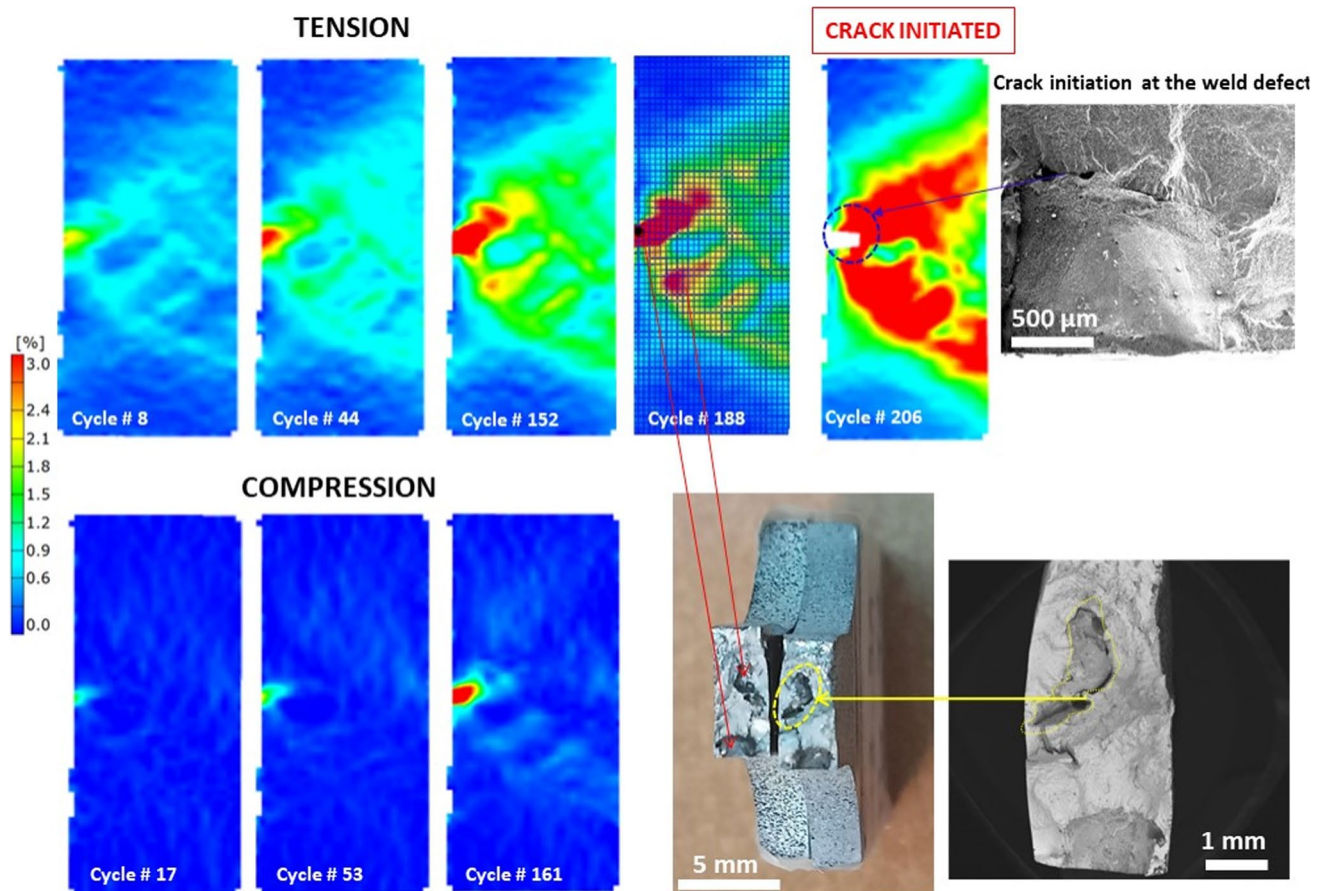 TENSION
CRACK INITIATED
Crack initiation at the weld defect
500 µm
[%]
3.0
2.4
2.1
1.8
1.5
1.2
0.9
0.6
0.0
Cycle # 8
Cycle # 44
Cycle # 152
Cycle # 188
Cycle # 206
COMPRESSION
Cycle # 17
Cycle # 53
Cycle # 161
5 mm
1 mm